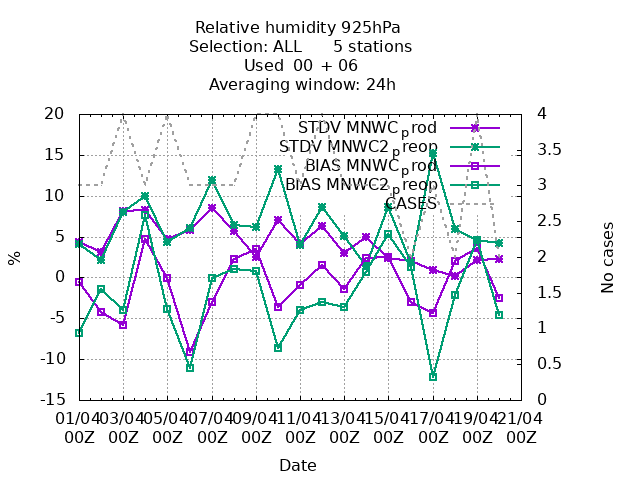 Relative humidity 925hPa
Selection: ALL 5 stations
Used 00 + 06
Averaging window: 24h
STDV MNWC_prod
STDV MNWC2_preop
BIAS MNWC_prod
BIAS MNWC2_preop
CASES
20
15
10
5
0
-5
-10
-15
%
4
3.5
3
2.5
2
1.5
1
0.5
0
No cases
01/04 03/04 05/04 07/04 09/04 11/04 13/04 15/04 17/04 19/04 21/04
00Z 00Z 00Z 00Z 00Z 00Z 00Z 00Z 00Z 00Z 00Z
Date